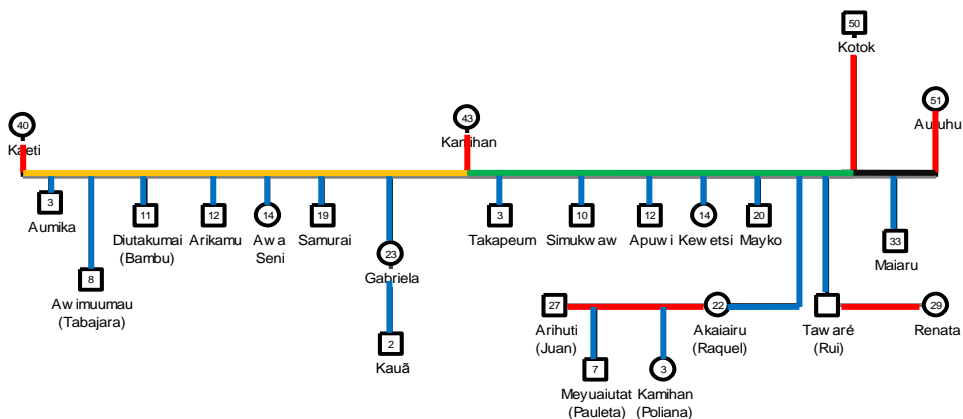 50
Kotok
51
40
43
Kamihan
3
Aumika
11
Diutakumai
(Bambu)
12
Arikamu
14
Awa
Seni
19
Samurai
3
Takapeum
10
Simukwaw
12
Apuwi
14
Kewetsi
20
Mayko
33
Maiaru
8
Awimuumau
(Tabajara)
23
Gabriela
2
Kauã
27
Arihuti
(Juan)
22
Akaiairu
(Raquel)
Tawaré
(Rui)
29
Renata
7
Meyuaiutat
(Pauleta)
3
Kamihan
(Poliana)